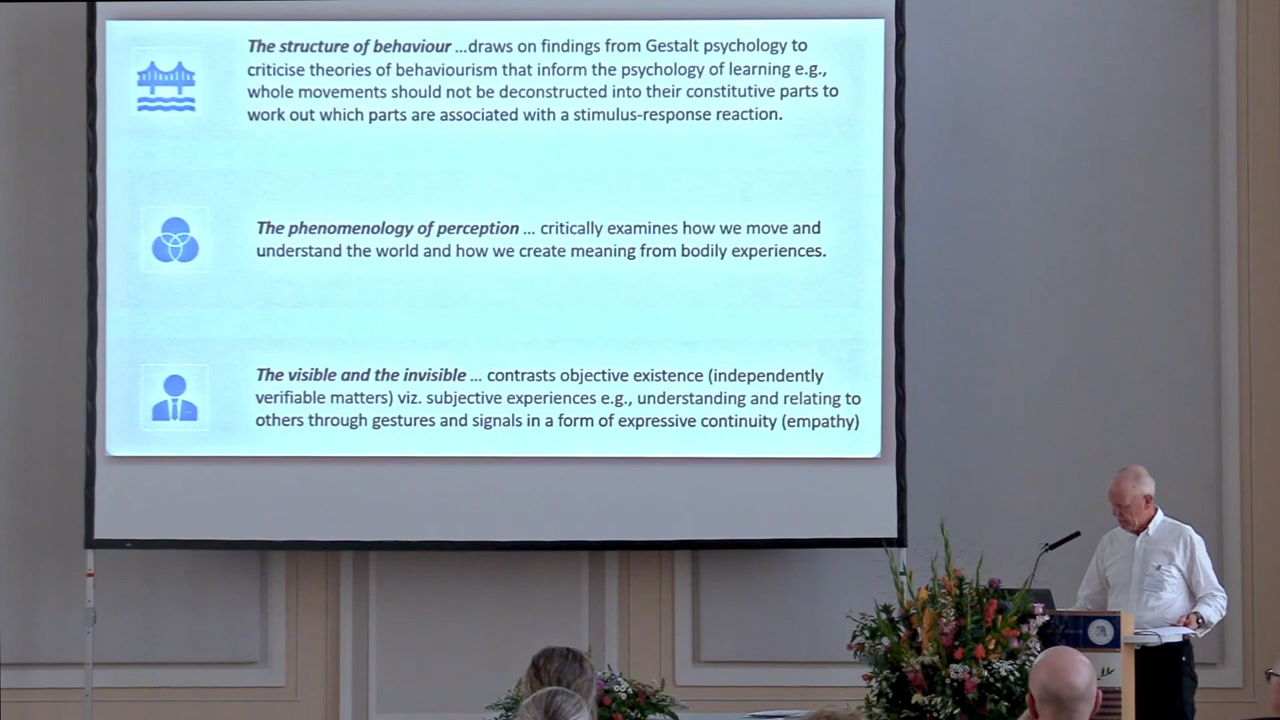 The structure of behaviour ...draws on findings from Gestalt psychology to
criticise theories of behaviourism that inform the psychology of learning e.g.,
whole movements should not be deconstructed into their constitutive parts to
work out which parts are associated with a stimulus-response reaction.
The phenomenology of perception ... critically examines how we move and
understand the world and how we create meaning from bodily experiences.
The visible and the invisible ... contrasts objective existence (independently
verifiable matters) viz. subjective experiences e.g., understanding and relating to
others through gestures and signals in a form of expressive continuity (empathy)